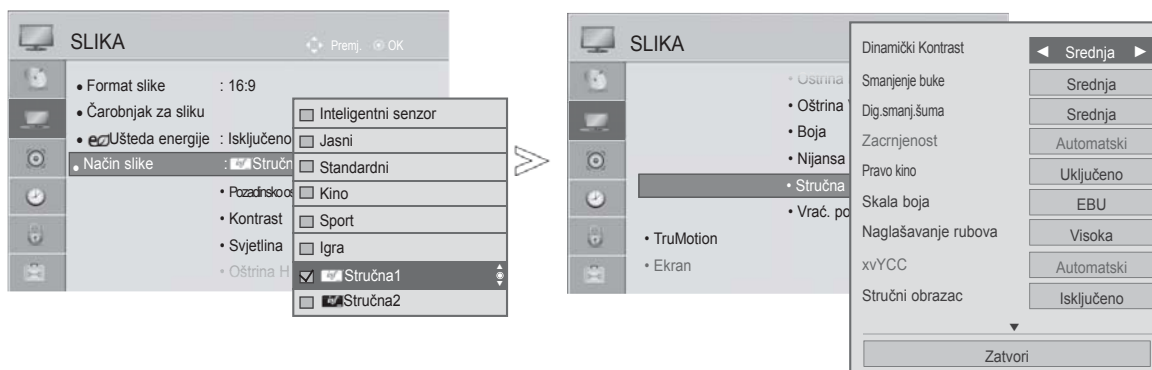 SLIKA
Premj. OK
• Format slike : 16:9
• Čarobnjak za sliku
• eco Ušteda energije : Isključeno
• Način slike : Stručn
• Pozadinsko os
• Kontrast
• Svjetlina
• Oštrina H
Inteligentni senzor
Jasni
Standardni
Kino
Sport
Igra
Stručna1
Stručna2
SLIKA
• Oštrina
• Oštrina
• Boja
• Nijansa
• Stručna
• Vrać. po
• TruMotion
• Ekran
Dinamički Kontrast ◄ Srednja ►
Smanjenje buke Srednja
Dig.smanj.šuma Srednja
Zacrnjenost Automatski
Pravo kino Uključeno
Skala boja EBU
Naglašavanje rubova Visoka
xvYCC Automatski
Stručni obrazac Isključeno
▼
Zatvori